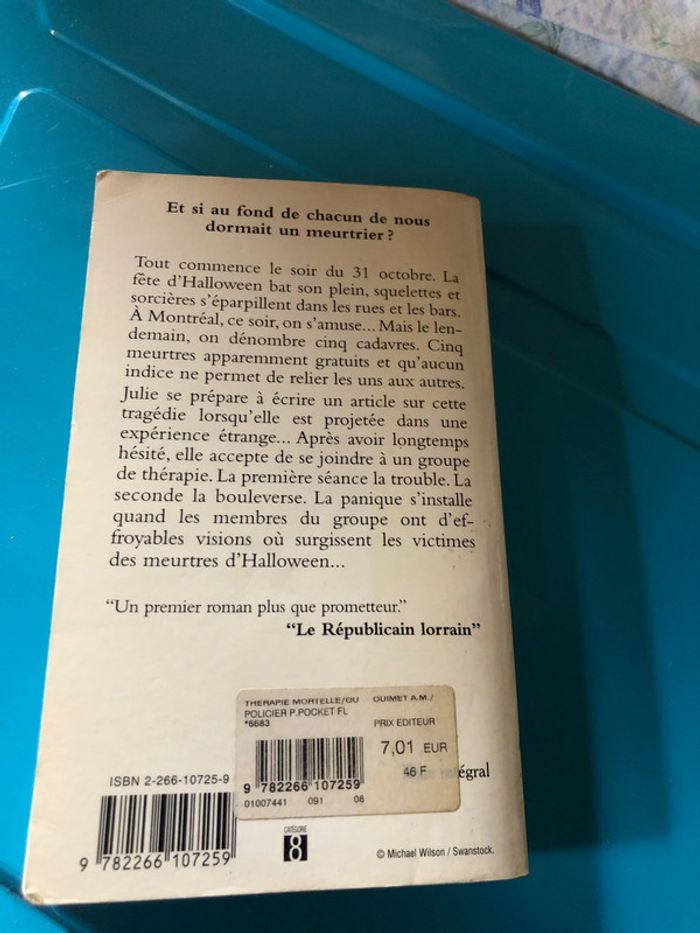 Et si au fond de chacun de nous
dormait un meurtrier ?
Tout commence le soir du 31 octobre. La
fête d'Halloween bat son plein, squelettes et
sorcières s'éparpillent dans les rues et les bars.
À Montréal, ce soir, on s'amuse... Mais le len-
demain, on dénombre cinq cadavres. Cinq
meurtres apparemment gratuits et qu'aucun
indice ne permet de relier les uns aux autres.
Julie se prépare à écrire un article sur cette
tragédie lorsqu'elle est projetée dans une
expérience étrange... Après avoir longtemps
hésité, elle accepte de se joindre à un groupe
de thérapie. La première séance la trouble. La
seconde la bouleverse. La panique s'installe
quand les membres du groupe ont d'ef-
froyables visions où surgissent les victimes
des meurtres d'Halloween...
"Un premier roman plus que prometteur."
"Le Républicain lorrain"
THERAPIE MORTELLE/OU OUIMET A.M./
POLICIER P.POCKET FL
*6683 PRIX EDITEUR
7,01 EUR
46 F
égral
9 782266 107259
01007441 091 08
ISBN 2-266-10725-9
9 782266 107259
CATÉGORIE
8
© Michael Wilson / Swanstock.